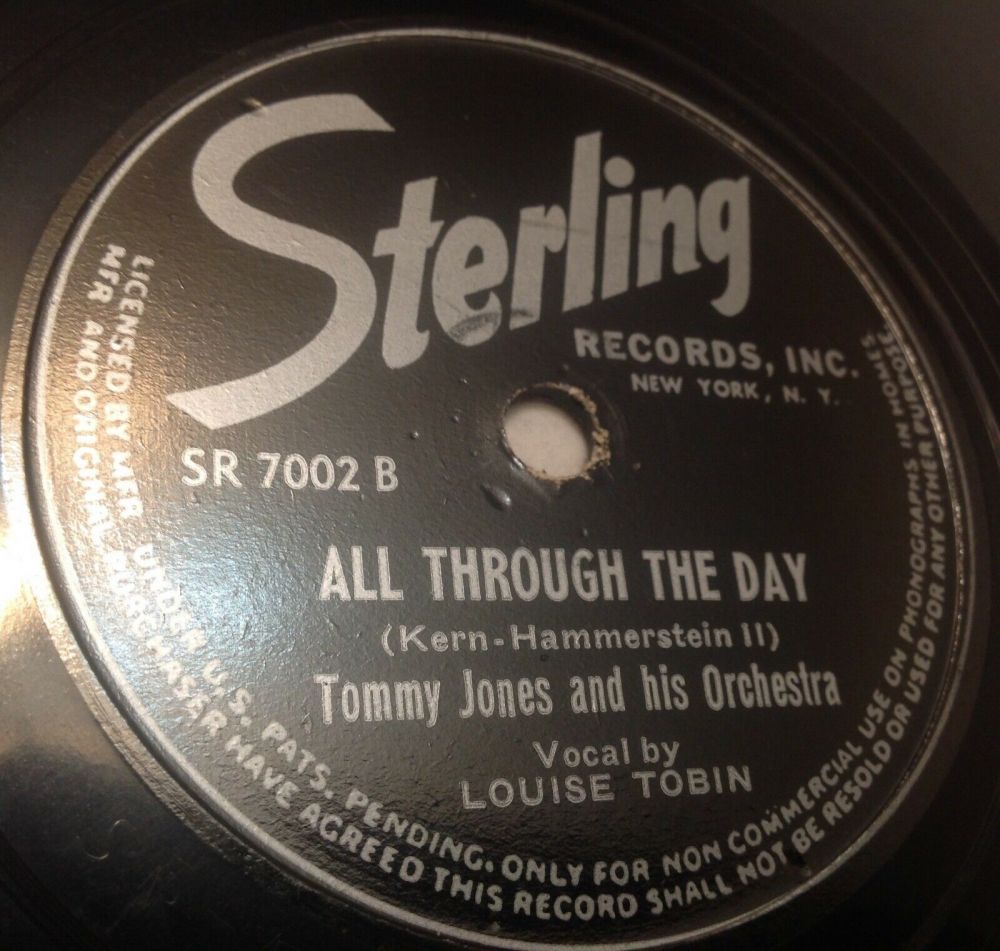 Sterling
RECORDS, INC.
NEW YORK, N. Y.
SR 7002 B
ALL THROUGH THE DAY
(Kern-Hammerstein II)
Tommy Jones and his Orchestra
Vocal by
LOUISE TOBIN
LICENSED BY MFR. UNDER U.S. PATS. PENDING. ONLY FOR NON COMMERCIAL USE ON PHONOGRAPHS IN HOMES.
MFR AND ORIGINAL PURCHASER HAVE AGREED THIS RECORD SHALL NOT BE RESOLD OR USED FOR ANY OTHER PURPOSE.